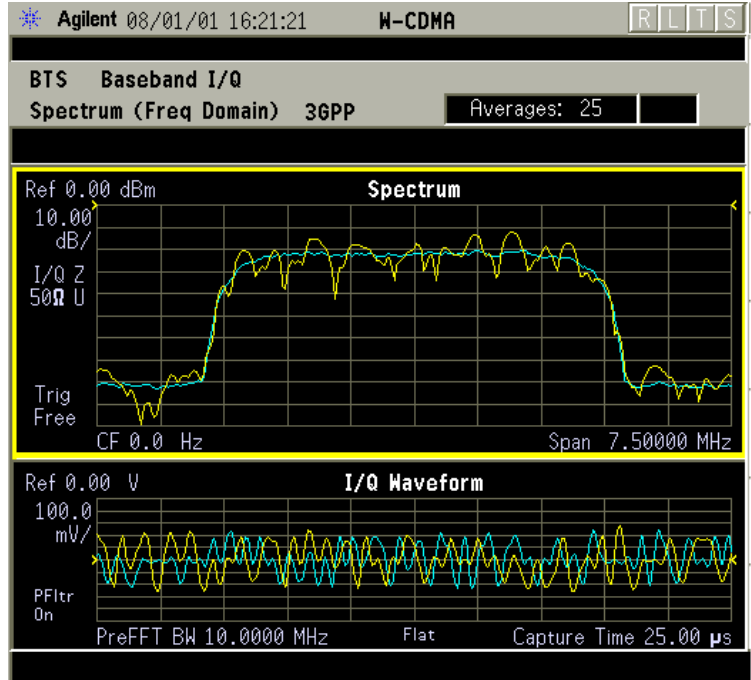 Agilent 08/01/01 16:21:21 W-CDMA R L T S
BTS Baseband I/Q
Spectrum (Freq Domain) 3GPP Averages: 25
Ref 0.00 dBm Spectrum
10.00
dB/
I/Q Z
50Ω U
Trig
Free
CF 0.0 Hz Span 7.50000 MHz
Ref 0.00 V I/Q Waveform
100.0
mV/
PFltr
On
PreFFT BW 10.0000 MHz Flat Capture Time 25.00 µs